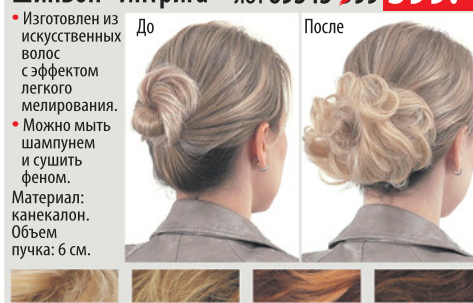 • Изготовлен из
искусственных
волос
с эффектом
легкого
мелирования.
• Можно мыть
шампунем
и сушить
феном.
Материал:
канекалон.
Объем
пучка: 6 см.
До
После